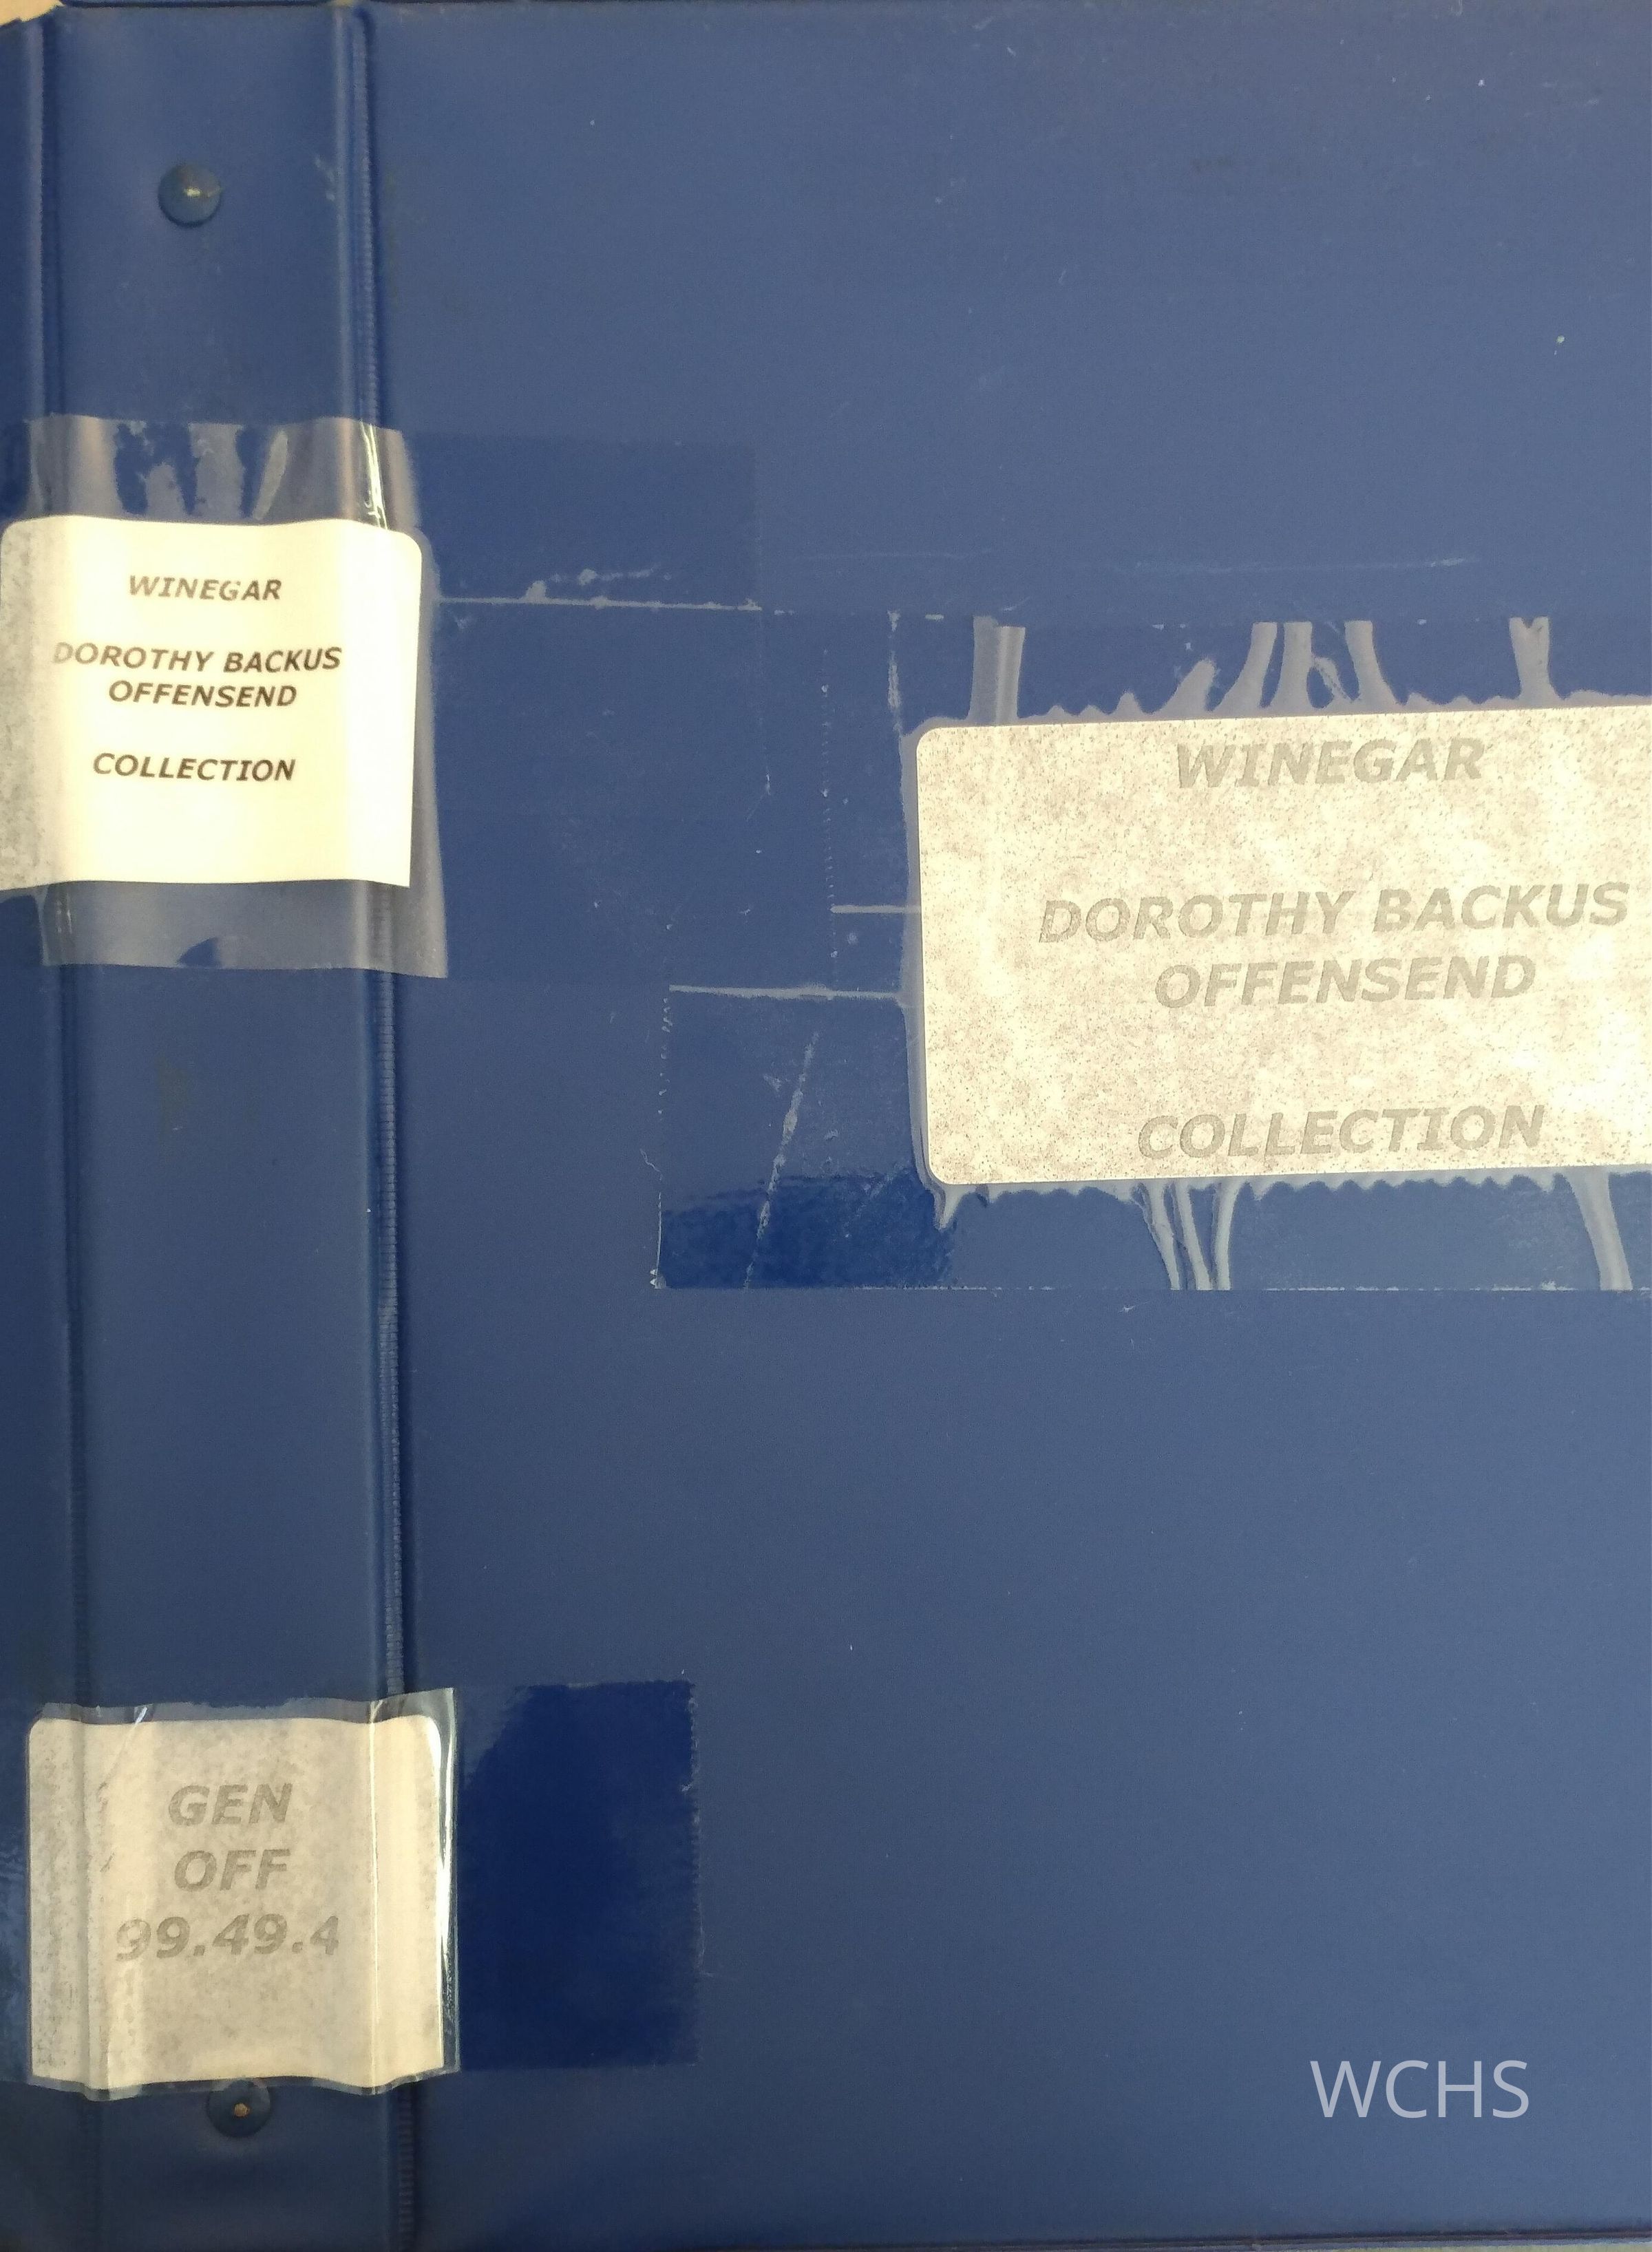 WINEGAR
DOROTHY BACKUS
OFFENSEND
COLLECTION
WINEGAR
DOROTHY BACKUS
OFFENSEND
COLLECTION
GEN
OFF
99.49.4
WCHS